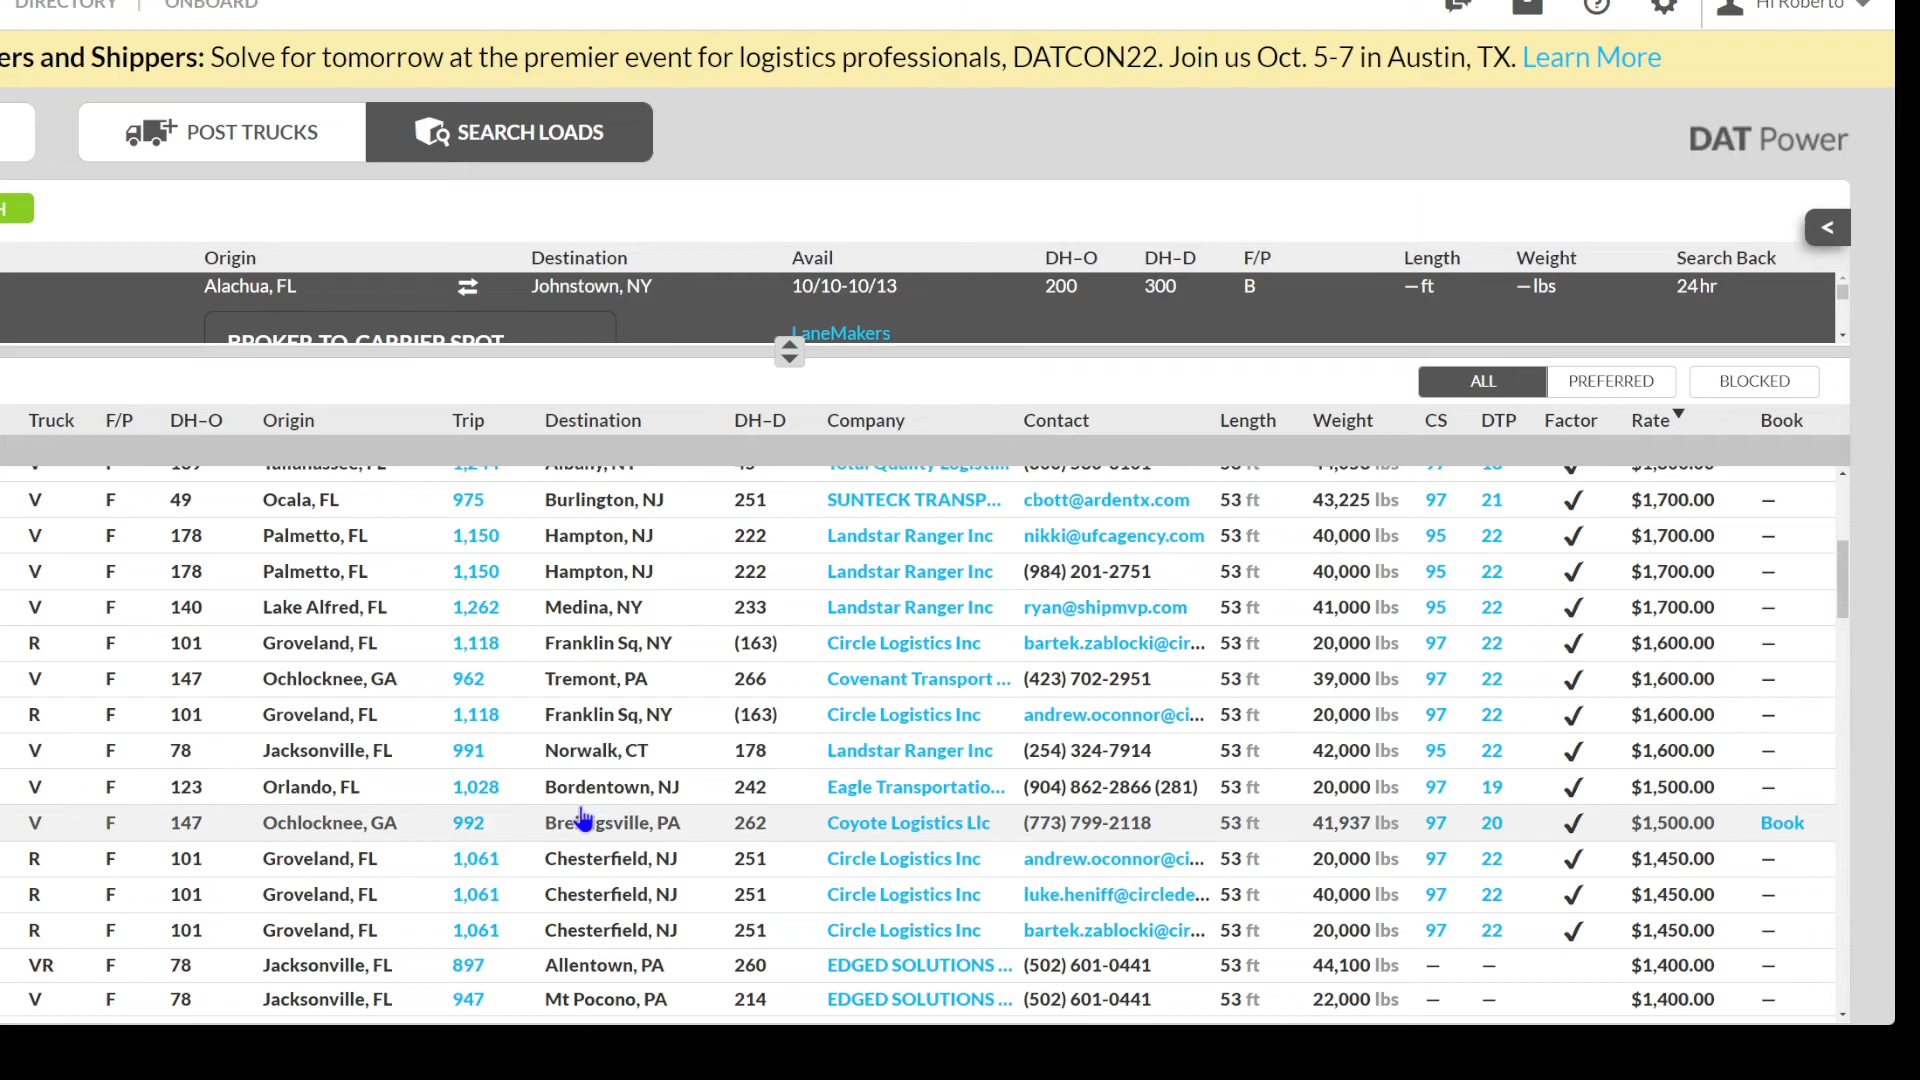 DIRECTORY | ONBOARD Hi Roberto
ers and Shippers: Solve for tomorrow at the premier event for logistics professionals, DATCON22. Join us Oct. 5-7 in Austin, TX. Learn More
POST TRUCKS SEARCH LOADS DAT Power
H
<
Origin Destination Avail DH-O DH-D F/P Length Weight Search Back
Alachua, FL Johnstown, NY 10/10-10/13 200 300 B — ft — lbs 24 hr
BROKER-TO-CARRIER SPOT LaneMakers
ALL PREFERRED BLOCKED
Truck F/P DH-O Origin Trip Destination DH-D Company Contact Length Weight CS DTP Factor Rate Book
V F 49 Ocala, FL 975 Burlington, NJ 251 SUNTECK TRANSP... cbott@ardentx.com 53 ft 43,225 lbs 97 21 ✓ $1,700.00 —
V F 178 Palmetto, FL 1,150 Hampton, NJ 222 Landstar Ranger Inc nikki@ufcagency.com 53 ft 40,000 lbs 95 22 ✓ $1,700.00 —
V F 178 Palmetto, FL 1,150 Hampton, NJ 222 Landstar Ranger Inc (984) 201-2751 53 ft 40,000 lbs 95 22 ✓ $1,700.00 —
V F 140 Lake Alfred, FL 1,262 Medina, NY 233 Landstar Ranger Inc ryan@shipmvp.com 53 ft 41,000 lbs 95 22 ✓ $1,700.00 —
R F 101 Groveland, FL 1,118 Franklin Sq, NY (163) Circle Logistics Inc bartek.zablocki@cir... 53 ft 20,000 lbs 97 22 ✓ $1,600.00 —
V F 147 Ochlocknee, GA 962 Tremont, PA 266 Covenant Transport ... (423) 702-2951 53 ft 39,000 lbs 97 22 ✓ $1,600.00 —
R F 101 Groveland, FL 1,118 Franklin Sq, NY (163) Circle Logistics Inc andrew.oconnor@ci... 53 ft 20,000 lbs 97 22 ✓ $1,600.00 —
V F 78 Jacksonville, FL 991 Norwalk, CT 178 Landstar Ranger Inc (254) 324-7914 53 ft 42,000 lbs 95 22 ✓ $1,600.00 —
V F 123 Orlando, FL 1,028 Bordentown, NJ 242 Eagle Transportatio... (904) 862-2866 (281) 53 ft 20,000 lbs 97 19 ✓ $1,500.00 —
V F 147 Ochlocknee, GA 992 PA 262 Coyote Logistics Llc (773) 799-2118 53 ft 41,937 lbs 97 20 ✓ $1,500.00 Book
R F 101 Groveland, FL 1,061 Chesterfield, NJ 251 Circle Logistics Inc andrew.oconnor@ci... 53 ft 20,000 lbs 97 22 ✓ $1,450.00 —
R F 101 Groveland, FL 1,061 Chesterfield, NJ 251 Circle Logistics Inc luke.heniff@circlede... 53 ft 40,000 lbs 97 22 ✓ $1,450.00 —
R F 101 Groveland, FL 1,061 Chesterfield, NJ 251 Circle Logistics Inc bartek.zablocki@cir... 53 ft 20,000 lbs 97 22 ✓ $1,450.00 —
VR F 78 Jacksonville, FL 897 Allentown, PA 260 EDGED SOLUTIONS ... (502) 601-0441 53 ft 44,100 lbs — — $1,400.00 —
V F 78 Jacksonville, FL 947 Mt Pocono, PA 214 EDGED SOLUTIONS ... (502) 601-0441 53 ft 22,000 lbs — — $1,400.00 —